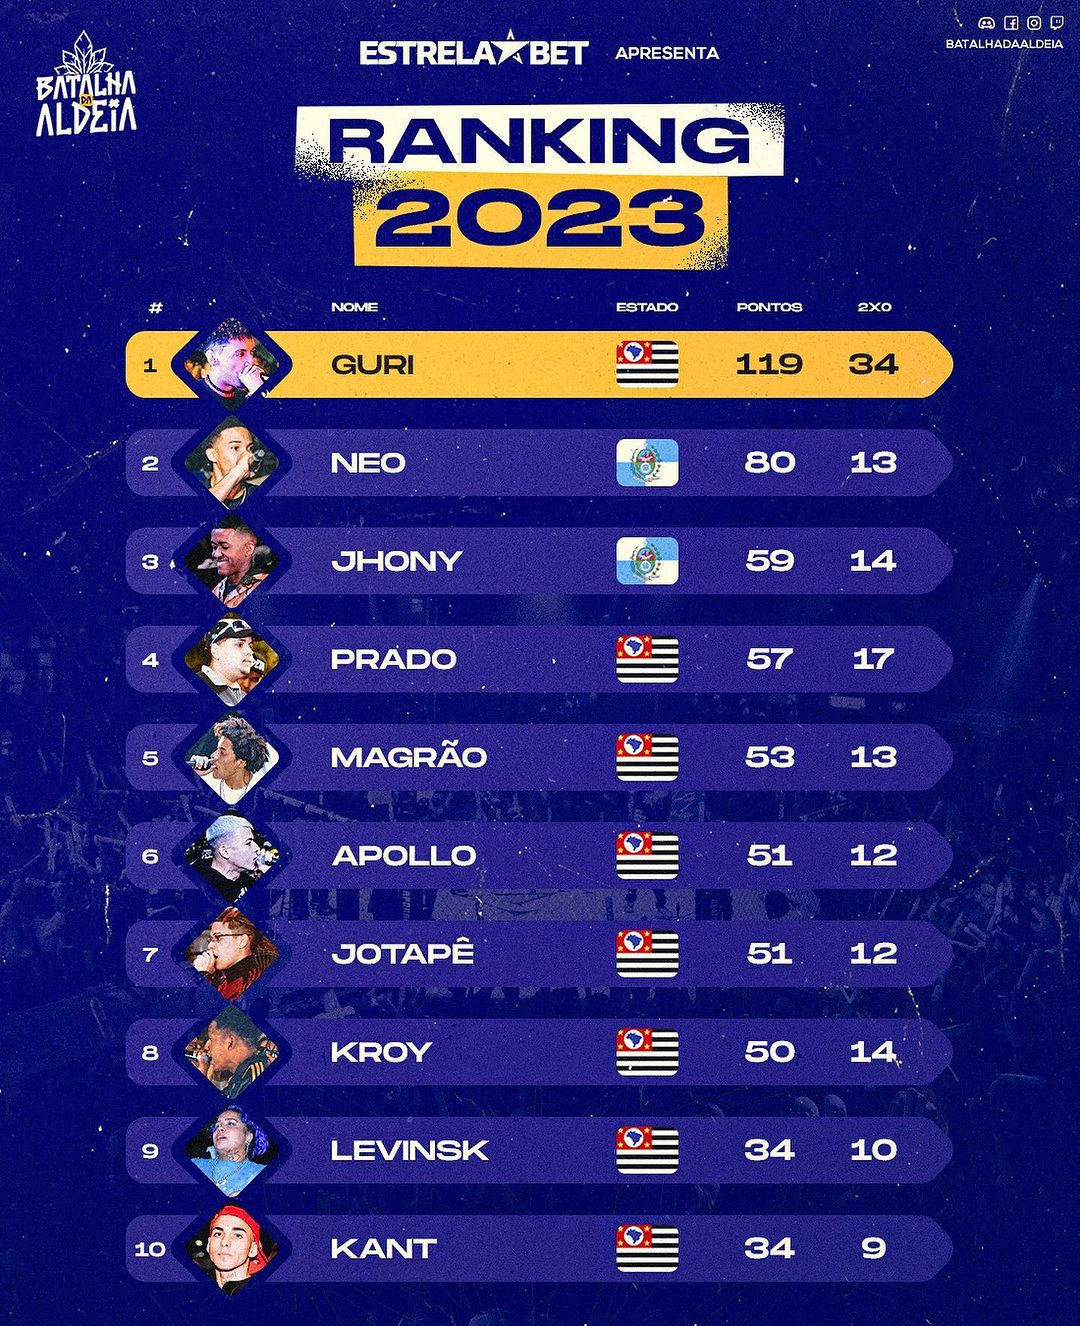 BATALHA
DA
ALDEIA
ESTRELABET APRESENTA
BATALHADAALDEIA
RANKING
2023
# NOME ESTADO PONTOS 2X0
1 GURI 119 34
2 NEO 80 13
3 JHONY 59 14
4 PRADO 57 17
5 MAGRÃO 53 13
6 APOLLO 51 12
7 JOTAPÊ 51 12
8 KROY 50 14
9 LEVINSK 34 10
10 KANT 34 9